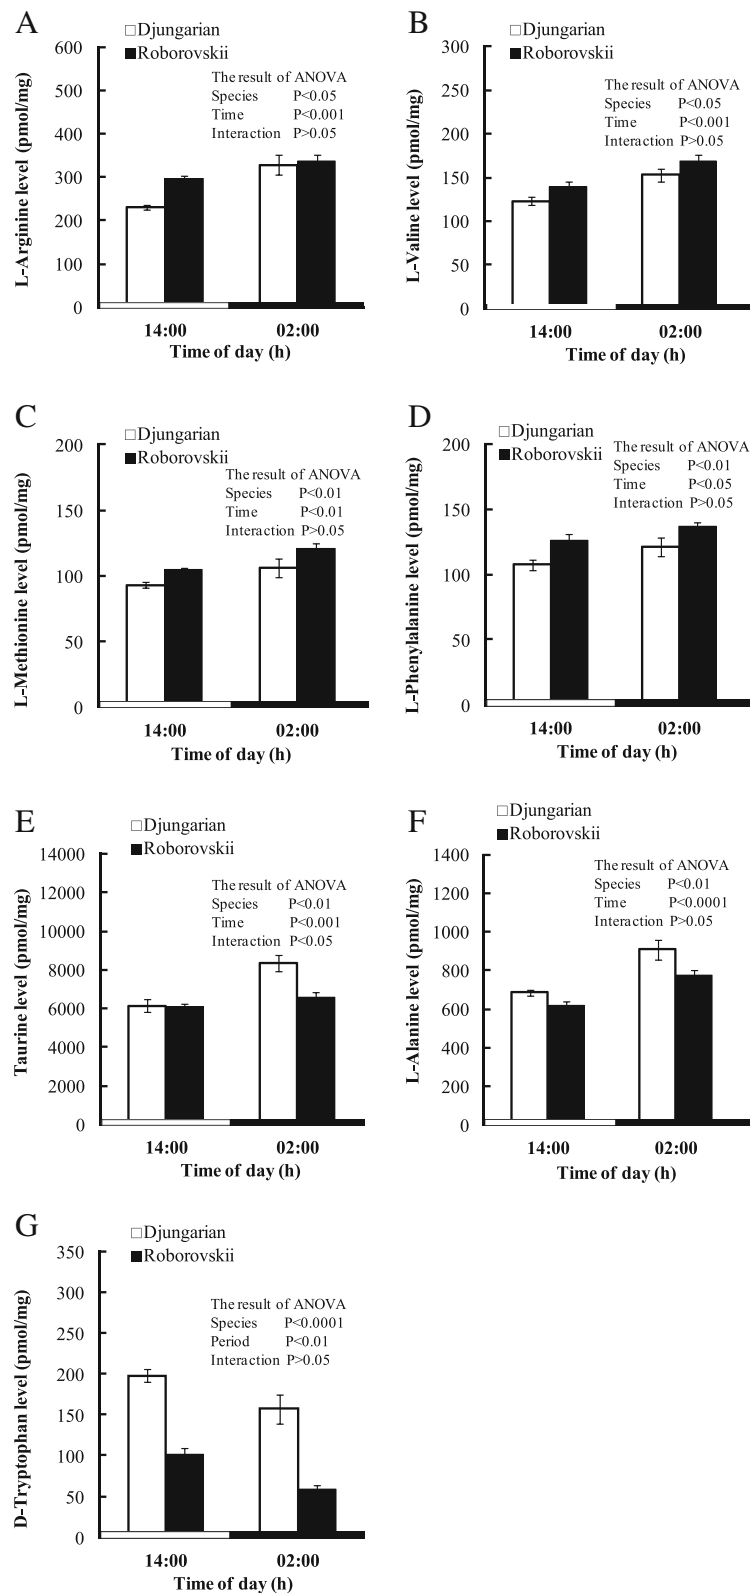 A
□Djungarian
■Roborovskii
The result of ANOVA
Species P<0.05
Time P<0.001
Interaction P>0.05
L-Arginine level (pmol/mg)
600
500
400
300
200
100
0
14:00 02:00
Time of day (h)
B
□Djungarian
■Roborovskii
The result of ANOVA
Species P<0.05
Time P<0.001
Interaction P>0.05
L-Valine level (pmol/mg)
300
250
200
150
100
50
0
14:00 02:00
Time of day (h)
C
□Djungarian
■Roborovskii
The result of ANOVA
Species P<0.01
Time P<0.01
Interaction P>0.05
L-Methionine level (pmol/mg)
200
150
100
50
0
14:00 02:00
Time of day (h)
D
□Djungarian
■Roborovskii
The result of ANOVA
Species P<0.01
Time P<0.05
Interaction P>0.05
L-Phenylalanine level (pmol/mg)
200
150
100
50
0
14:00 02:00
Time of day (h)
E
□Djungarian
■Roborovskii
The result of ANOVA
Species P<0.01
Time P<0.001
Interaction P<0.05
Taurine level (pmol/mg)
14000
12000
10000
8000
6000
4000
2000
0
14:00 02:00
Time of day (h)
F
□Djungarian
■Roborovskii
The result of ANOVA
Species P<0.01
Time P<0.0001
Interaction P>0.05
L-Alanine level (pmol/mg)
1400
1200
1000
800
600
400
200
0
14:00 02:00
Time of day (h)
G
□Djungarian
■Roborovskii
The result of ANOVA
Species P<0.0001
Period P<0.01
Interaction P>0.05
D-Tryptophan level (pmol/mg)
350
300
250
200
150
100
50
0
14:00 02:00
Time of day (h)